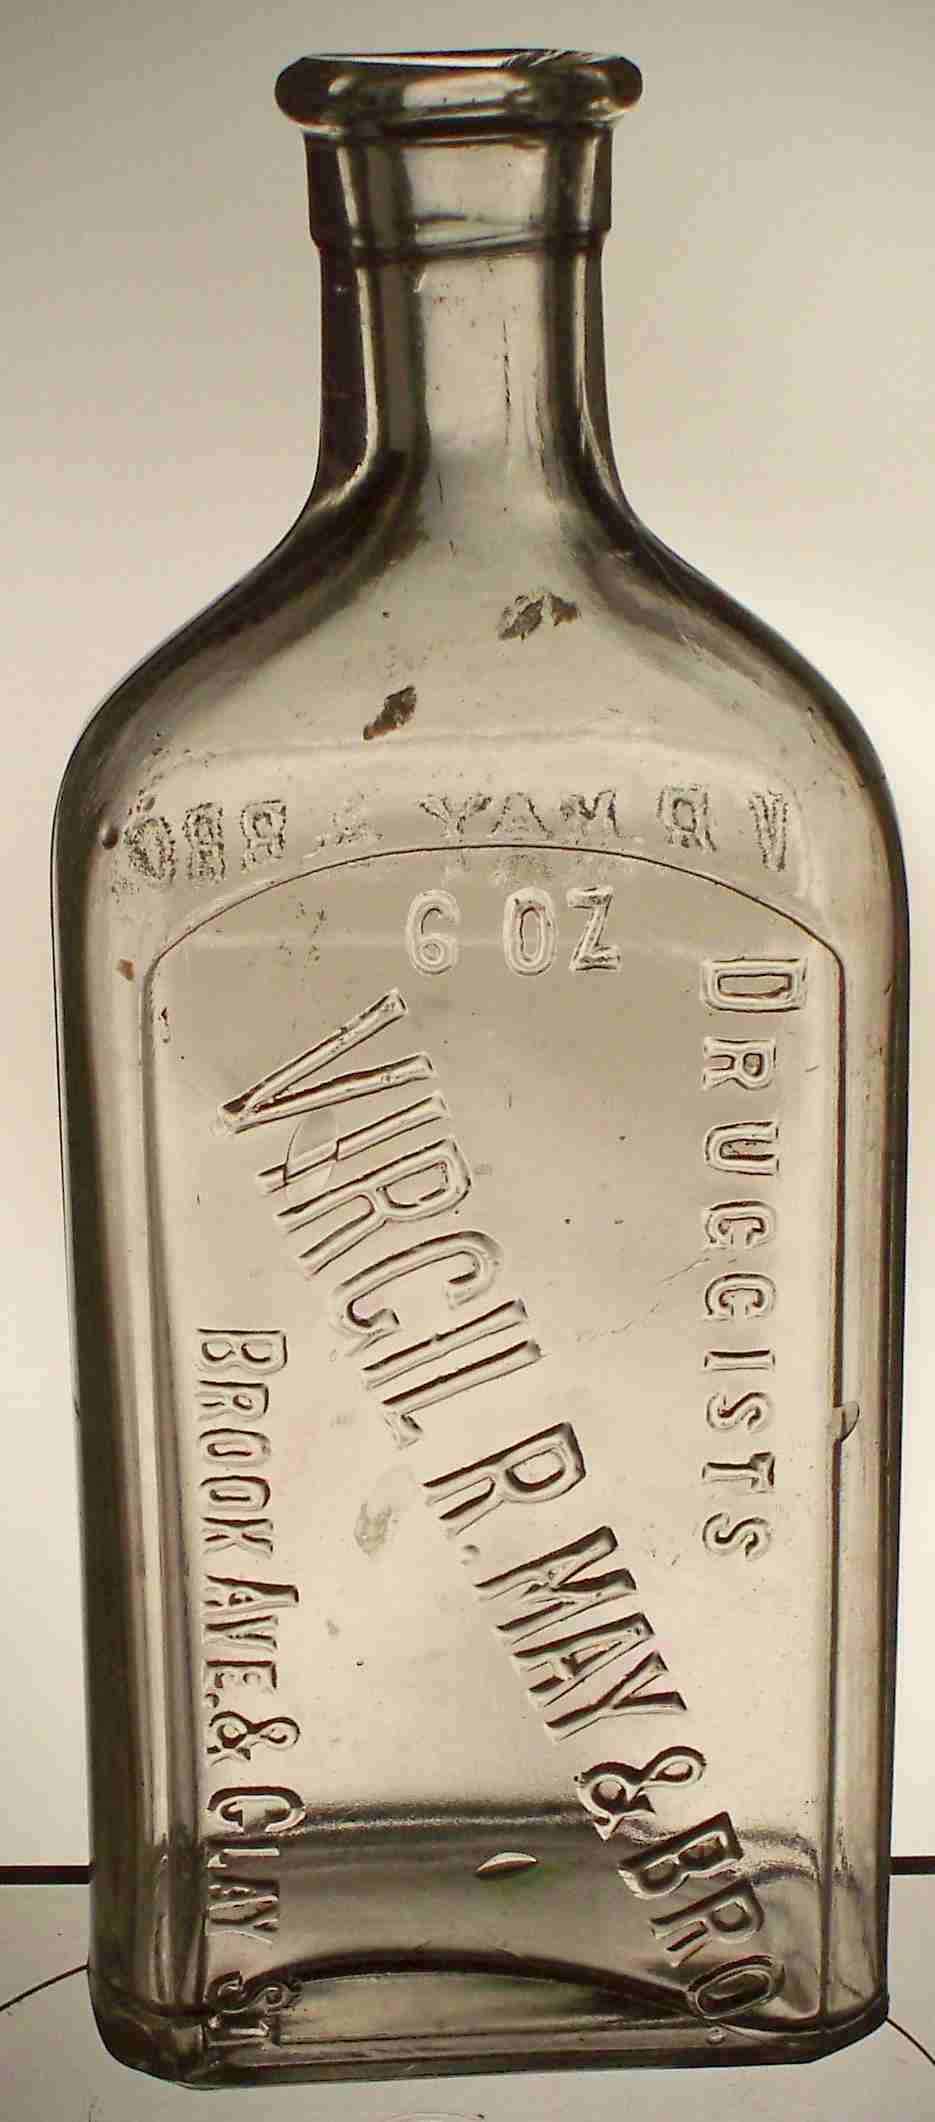 V R. MAY & BRO
6 OZ
DRUGGISTS
VIRGIL R. MAY & BRO.
BROOK AVE. & CLAY ST